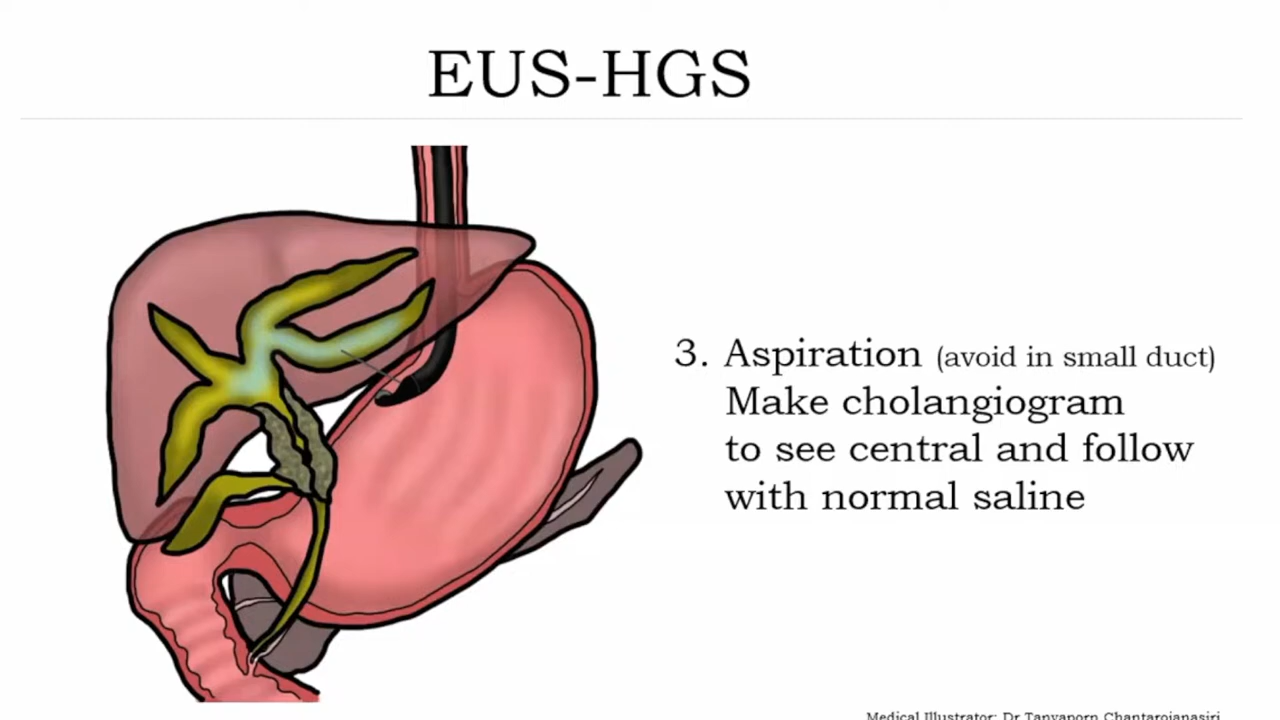 EUS-HGS
3. Aspiration (avoid in small duct)
Make cholangiogram
to see central and follow
with normal saline
Medical Illustrator: Dr Tanyaporn Chantarojanasiri